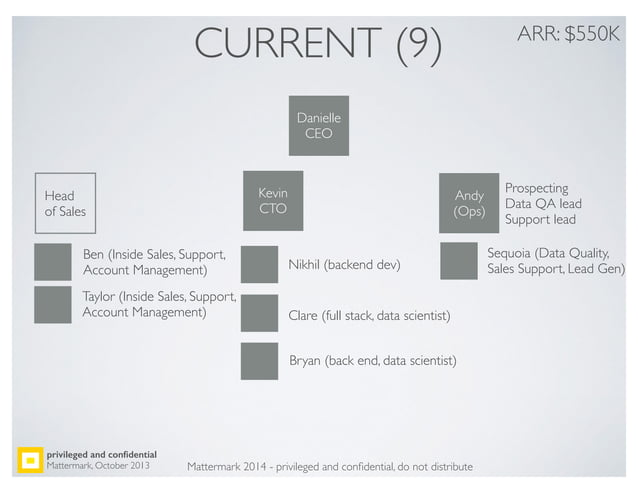 CURRENT (9)
ARR: $550K
Danielle
CEO
Head
of Sales
Ben (Inside Sales, Support,
Account Management)
Taylor (Inside Sales, Support,
Account Management)
Kevin
CTO
Nikhil (backend dev)
Clare (full stack, data scientist)
Bryan (back end, data scientist)
Andy
(Ops)
Prospecting
Data QA lead
Support lead
Sequoia (Data Quality,
Sales Support, Lead Gen)
privileged and confidential
Mattermark, October 2013
Mattermark 2014 - privileged and confidential, do not distribute